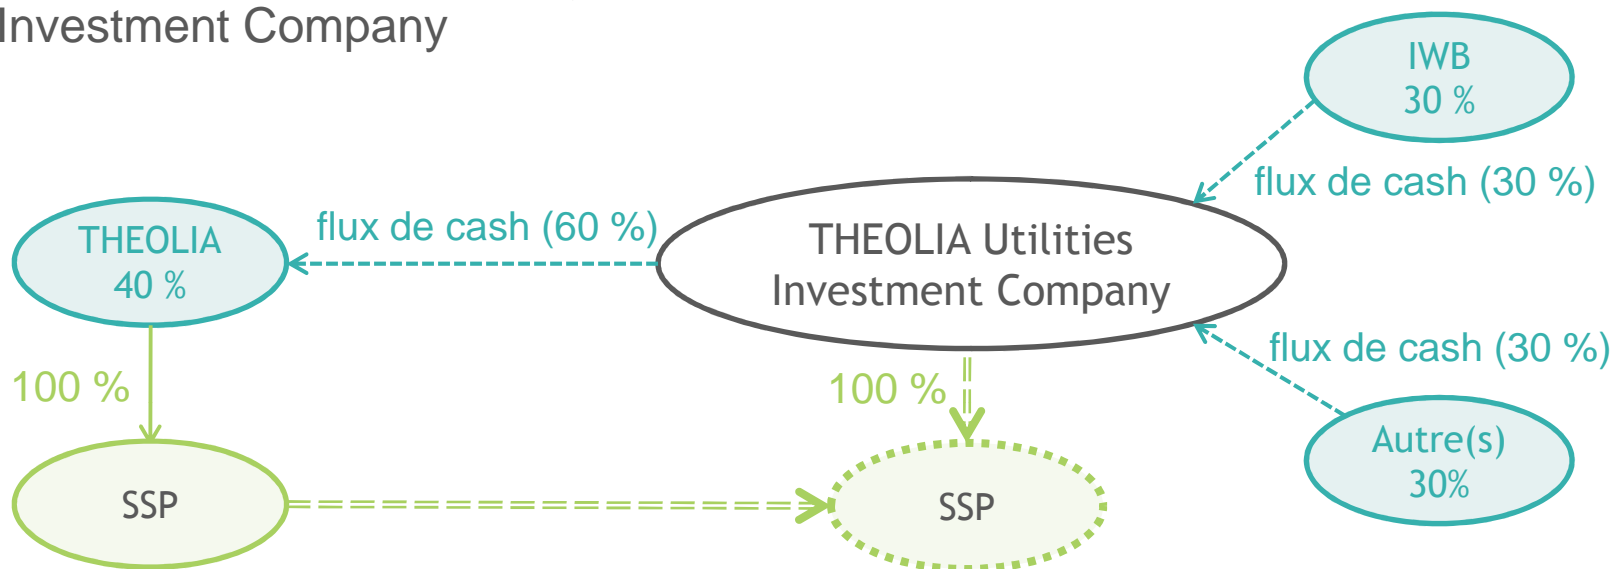 Investment Company
IWB
30 %
flux de cash (30 %)
THEOLIA
40 %
flux de cash (60 %)
THEOLIA Utilities
Investment Company
flux de cash (30 %)
100 %
100 %
Autre(s)
30%
SSP
SSP